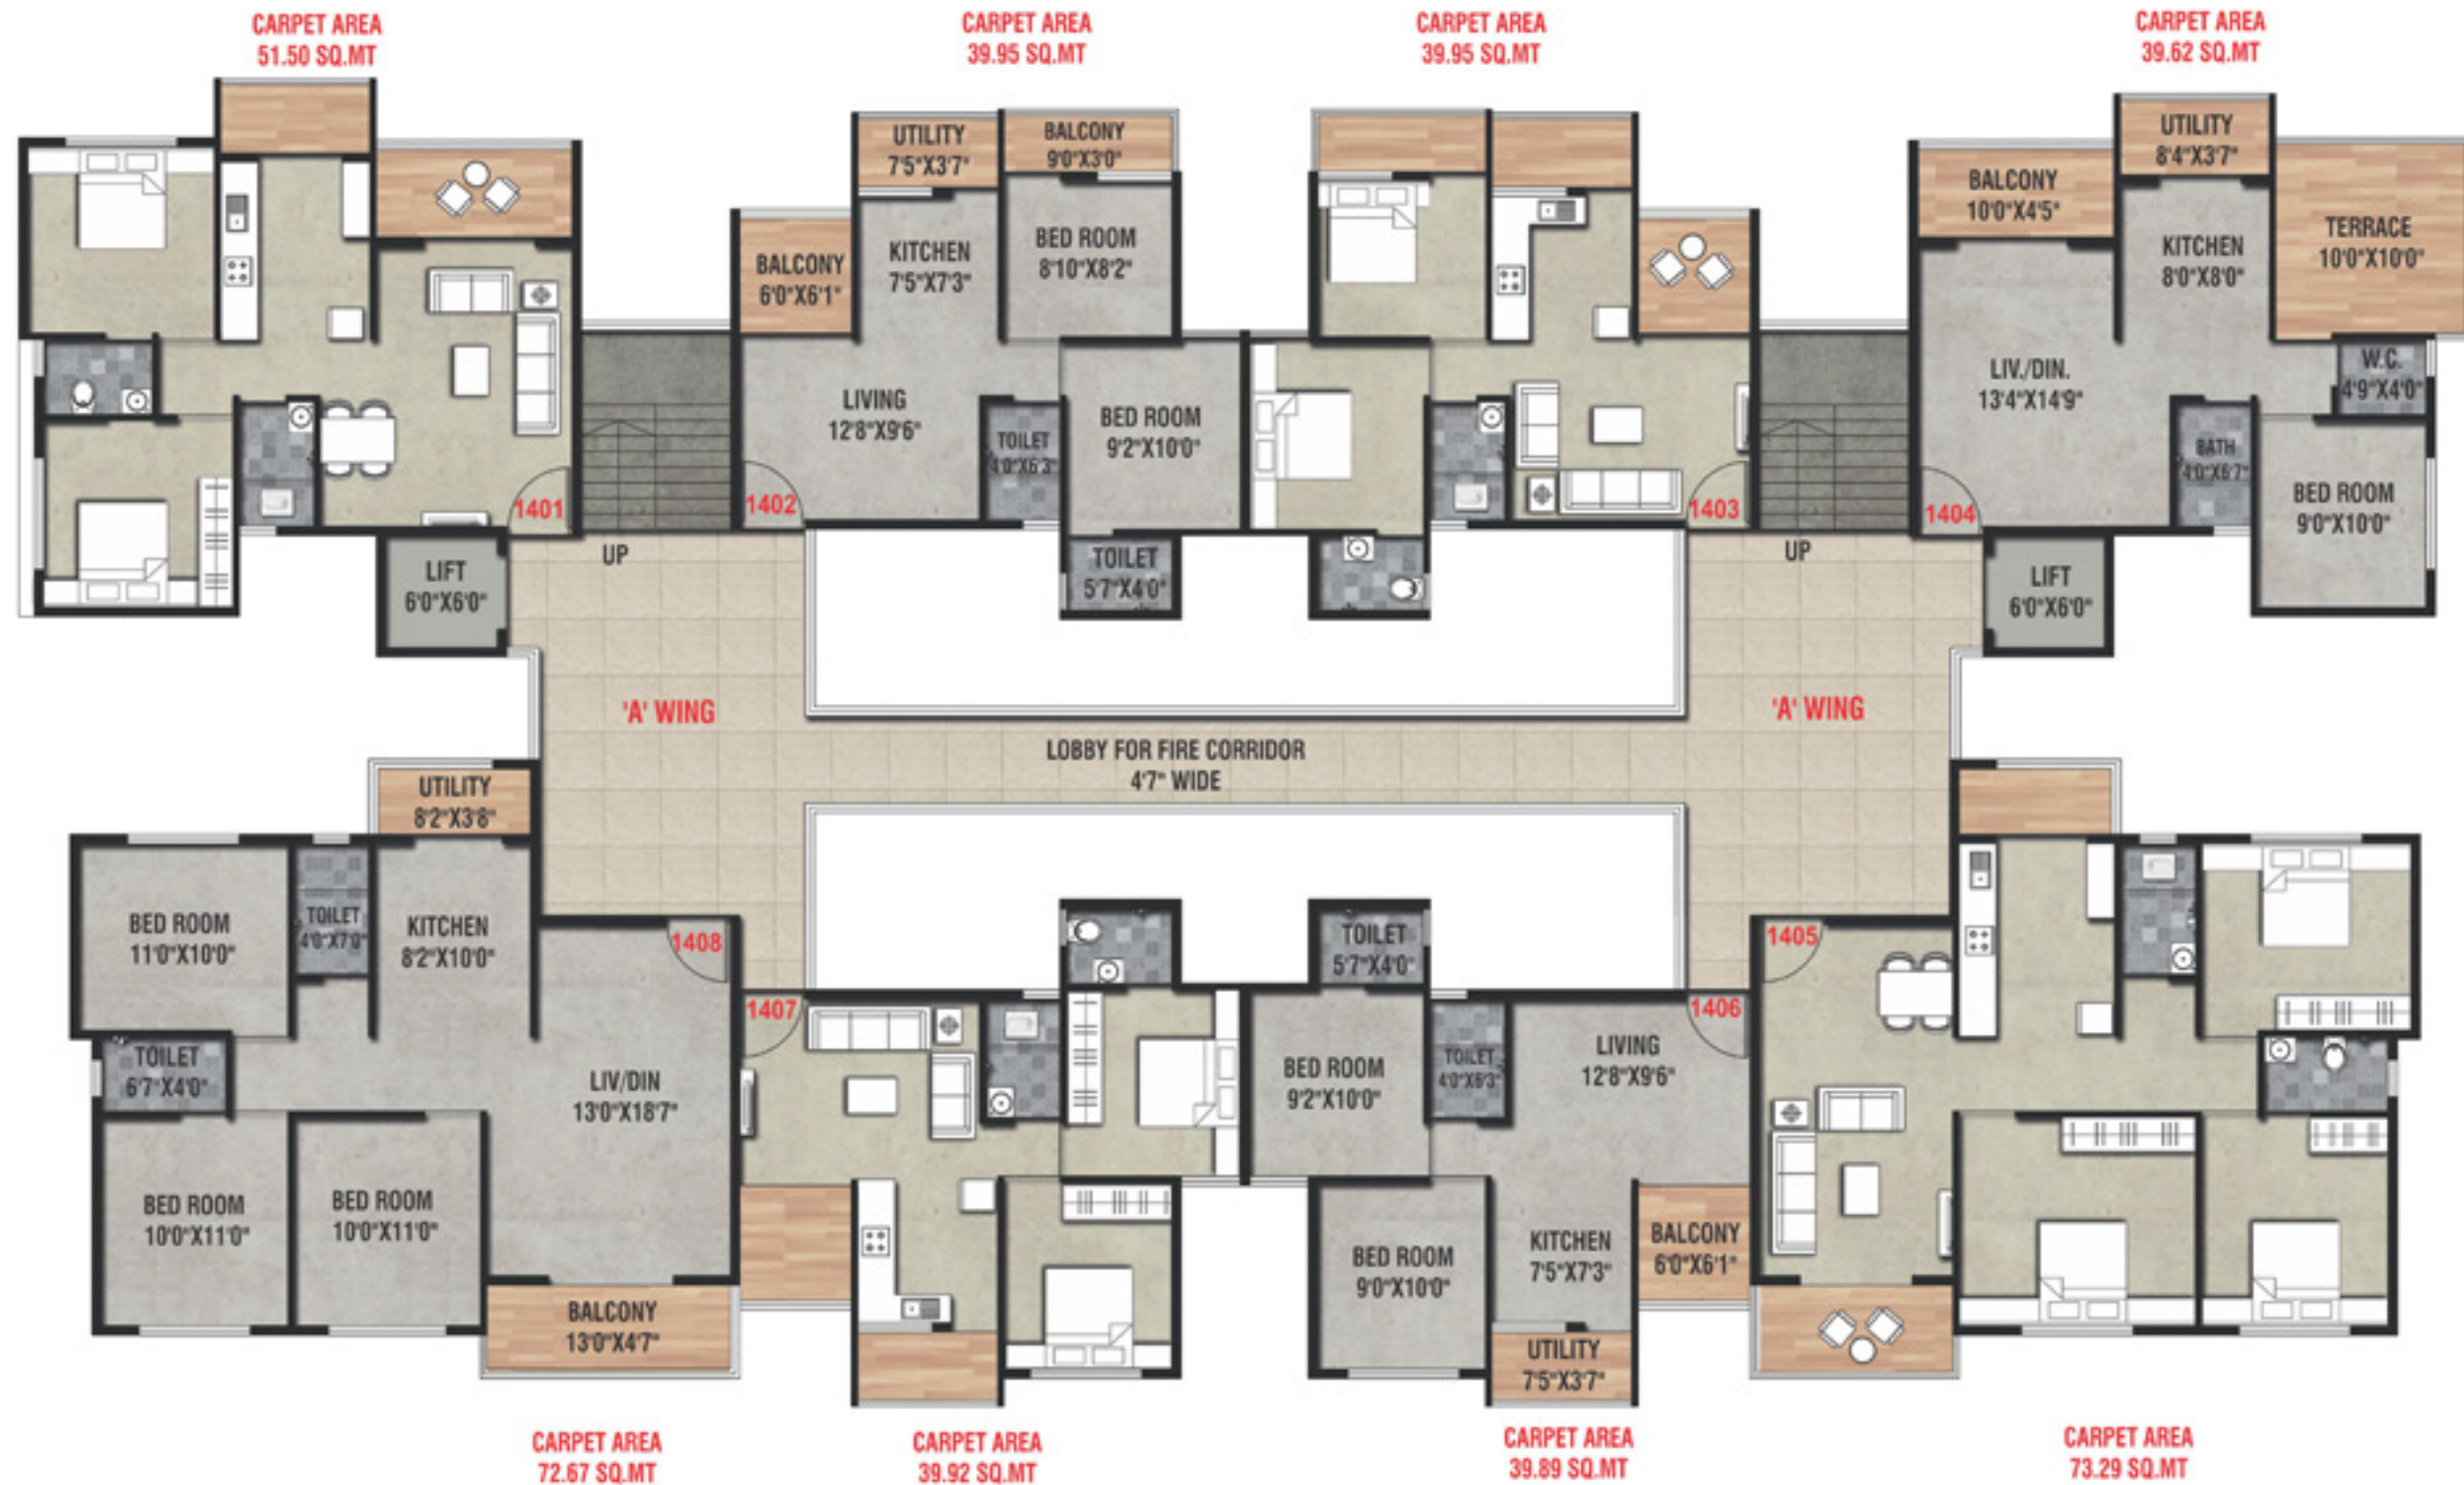 CARPET AREA
51.50 SQ.MT
CARPET AREA
39.95 SQ.MT
CARPET AREA
39.95 SQ.MT
CARPET AREA
39.62 SQ.MT
UTILITY
7'5"X3'7"
BALCONY
9'0"X3'0"
UTILITY
8'4"X3'7"
BALCONY
10'0"X4'5"
TERRACE
10'0"X10'0"
BALCONY
6'0"X6'1"
KITCHEN
7'5"X7'3"
BED ROOM
8'10"X8'2"
KITCHEN
8'0"X8'0"
LIVING
12'8"X9'6"
TOILET
4'0"X6'3"
BED ROOM
9'2"X10'0"
LIV./DIN.
13'4"X14'9"
W.C.
4'9"X4'0"
BATH
4'0"X6'7"
BED ROOM
9'0"X10'0"
1401
1402
1403
1404
LIFT
6'0"X6'0"
UP
TOILET
5'7"X4'0"
UP
LIFT
6'0"X6'0"
'A' WING
'A' WING
LOBBY FOR FIRE CORRIDOR
4'7" WIDE
UTILITY
8'2"X3'8"
BED ROOM
11'0"X10'0"
TOILET
4'0"X7'0"
KITCHEN
8'2"X10'0"
1408
TOILET
5'7"X4'0"
1405
1407
1406
TOILET
6'7"X4'0"
LIV/DIN
13'0"X18'7"
BED ROOM
9'2"X10'0"
TOILET
4'0"X6'3"
LIVING
12'8"X9'6"
BED ROOM
10'0"X11'0"
BED ROOM
10'0"X11'0"
BED ROOM
9'0"X10'0"
KITCHEN
7'5"X7'3"
BALCONY
6'0"X6'1"
BALCONY
13'0"X4'7"
UTILITY
7'5"X3'7"
CARPET AREA
72.67 SQ.MT
CARPET AREA
39.92 SQ.MT
CARPET AREA
39.89 SQ.MT
CARPET AREA
73.29 SQ.MT